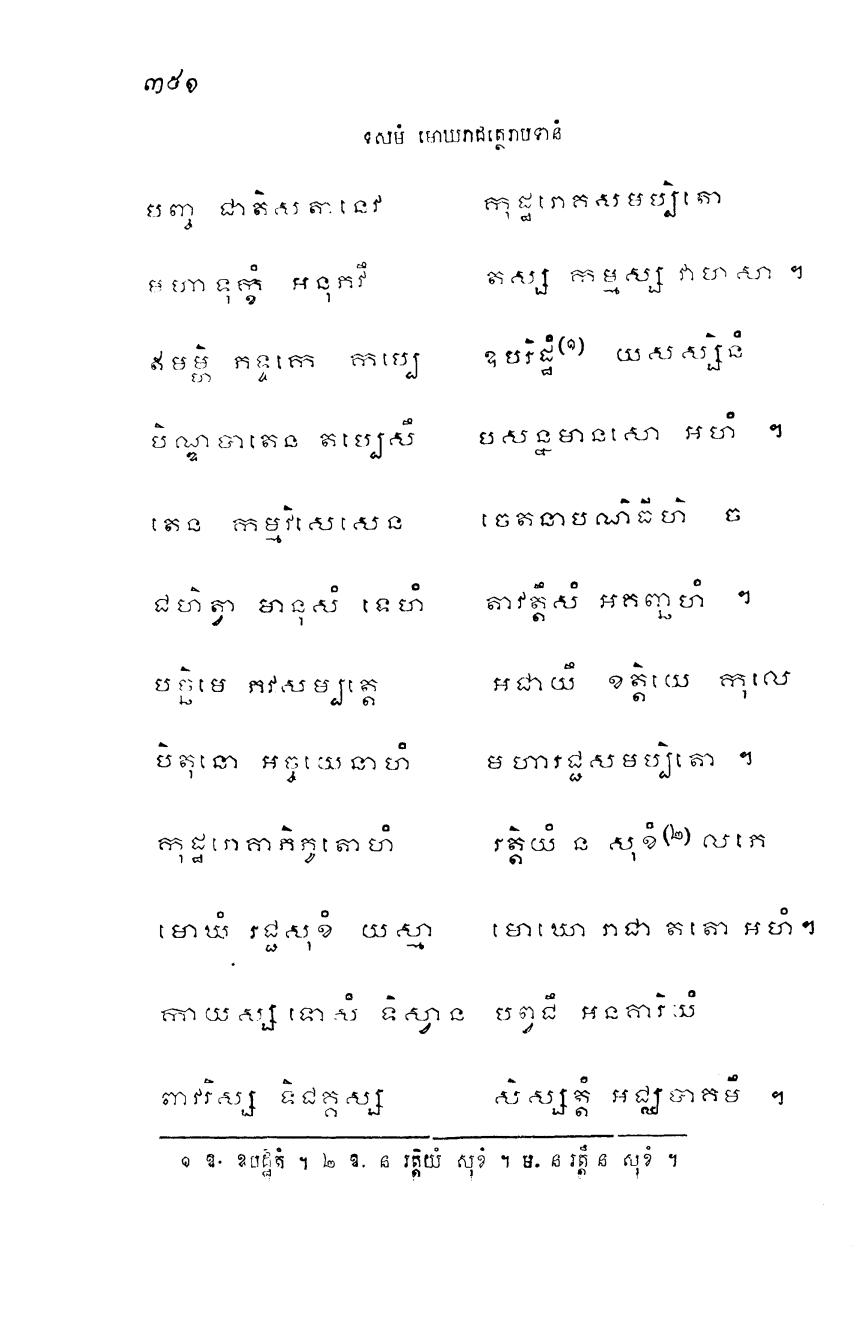 ៣៥១
ទសមំ មោឃរាជត្ថេរាបទានំ
បញ្ច ជាតិសតានេវ កុដ្ឋរោគសមប្បិតោ
មហាទុក្ខំ អនុភវឹ តស្ស កម្មស្ស វាហសា ។
ឥមម្ហិ ភទ្ទកេ កប្បេ ឧបរិដ្ឋំ(១) យសស្សិនំ
បិណ្ឌបាតេន តប្បេសឹ បសន្នមានសោ អហំ ។
តេន កម្មវិសេសេន ចេតនាបណិធីហិ ច
ជហិត្វា មានុសំ ទេហំ តាវត្តឹសំ អគញ្ឆហំ ។
បច្ឆិមេ ភវសម្បត្តេ អជាយឹ ខត្តិយេ កុលេ
បិតុនោ អច្ចយេនាហំ មហារជ្ជសមប្បិតោ ។
កុដ្ឋរោគាភិភូតោហំ រត្តិយំ ន សុខំ(២) លភេ
មោឃំ រជ្ជសុខំ យស្មា មោឃោ រាជា តតោ អហំ។
កាយស្ស ទោសំ ទិស្វាន បព្វជឹ អនគារិយំ
ពាវរិស្ស ទិជគ្គស្ស សិស្សត្តំ អជ្ឈបាគមឹ ។
១ ឱ. ឧបដ្ឋិតំ ។ ២ ឱ. ន រត្តិយំ សុខំ ។ ម. ន រត្តឹ ន សុខំ ។